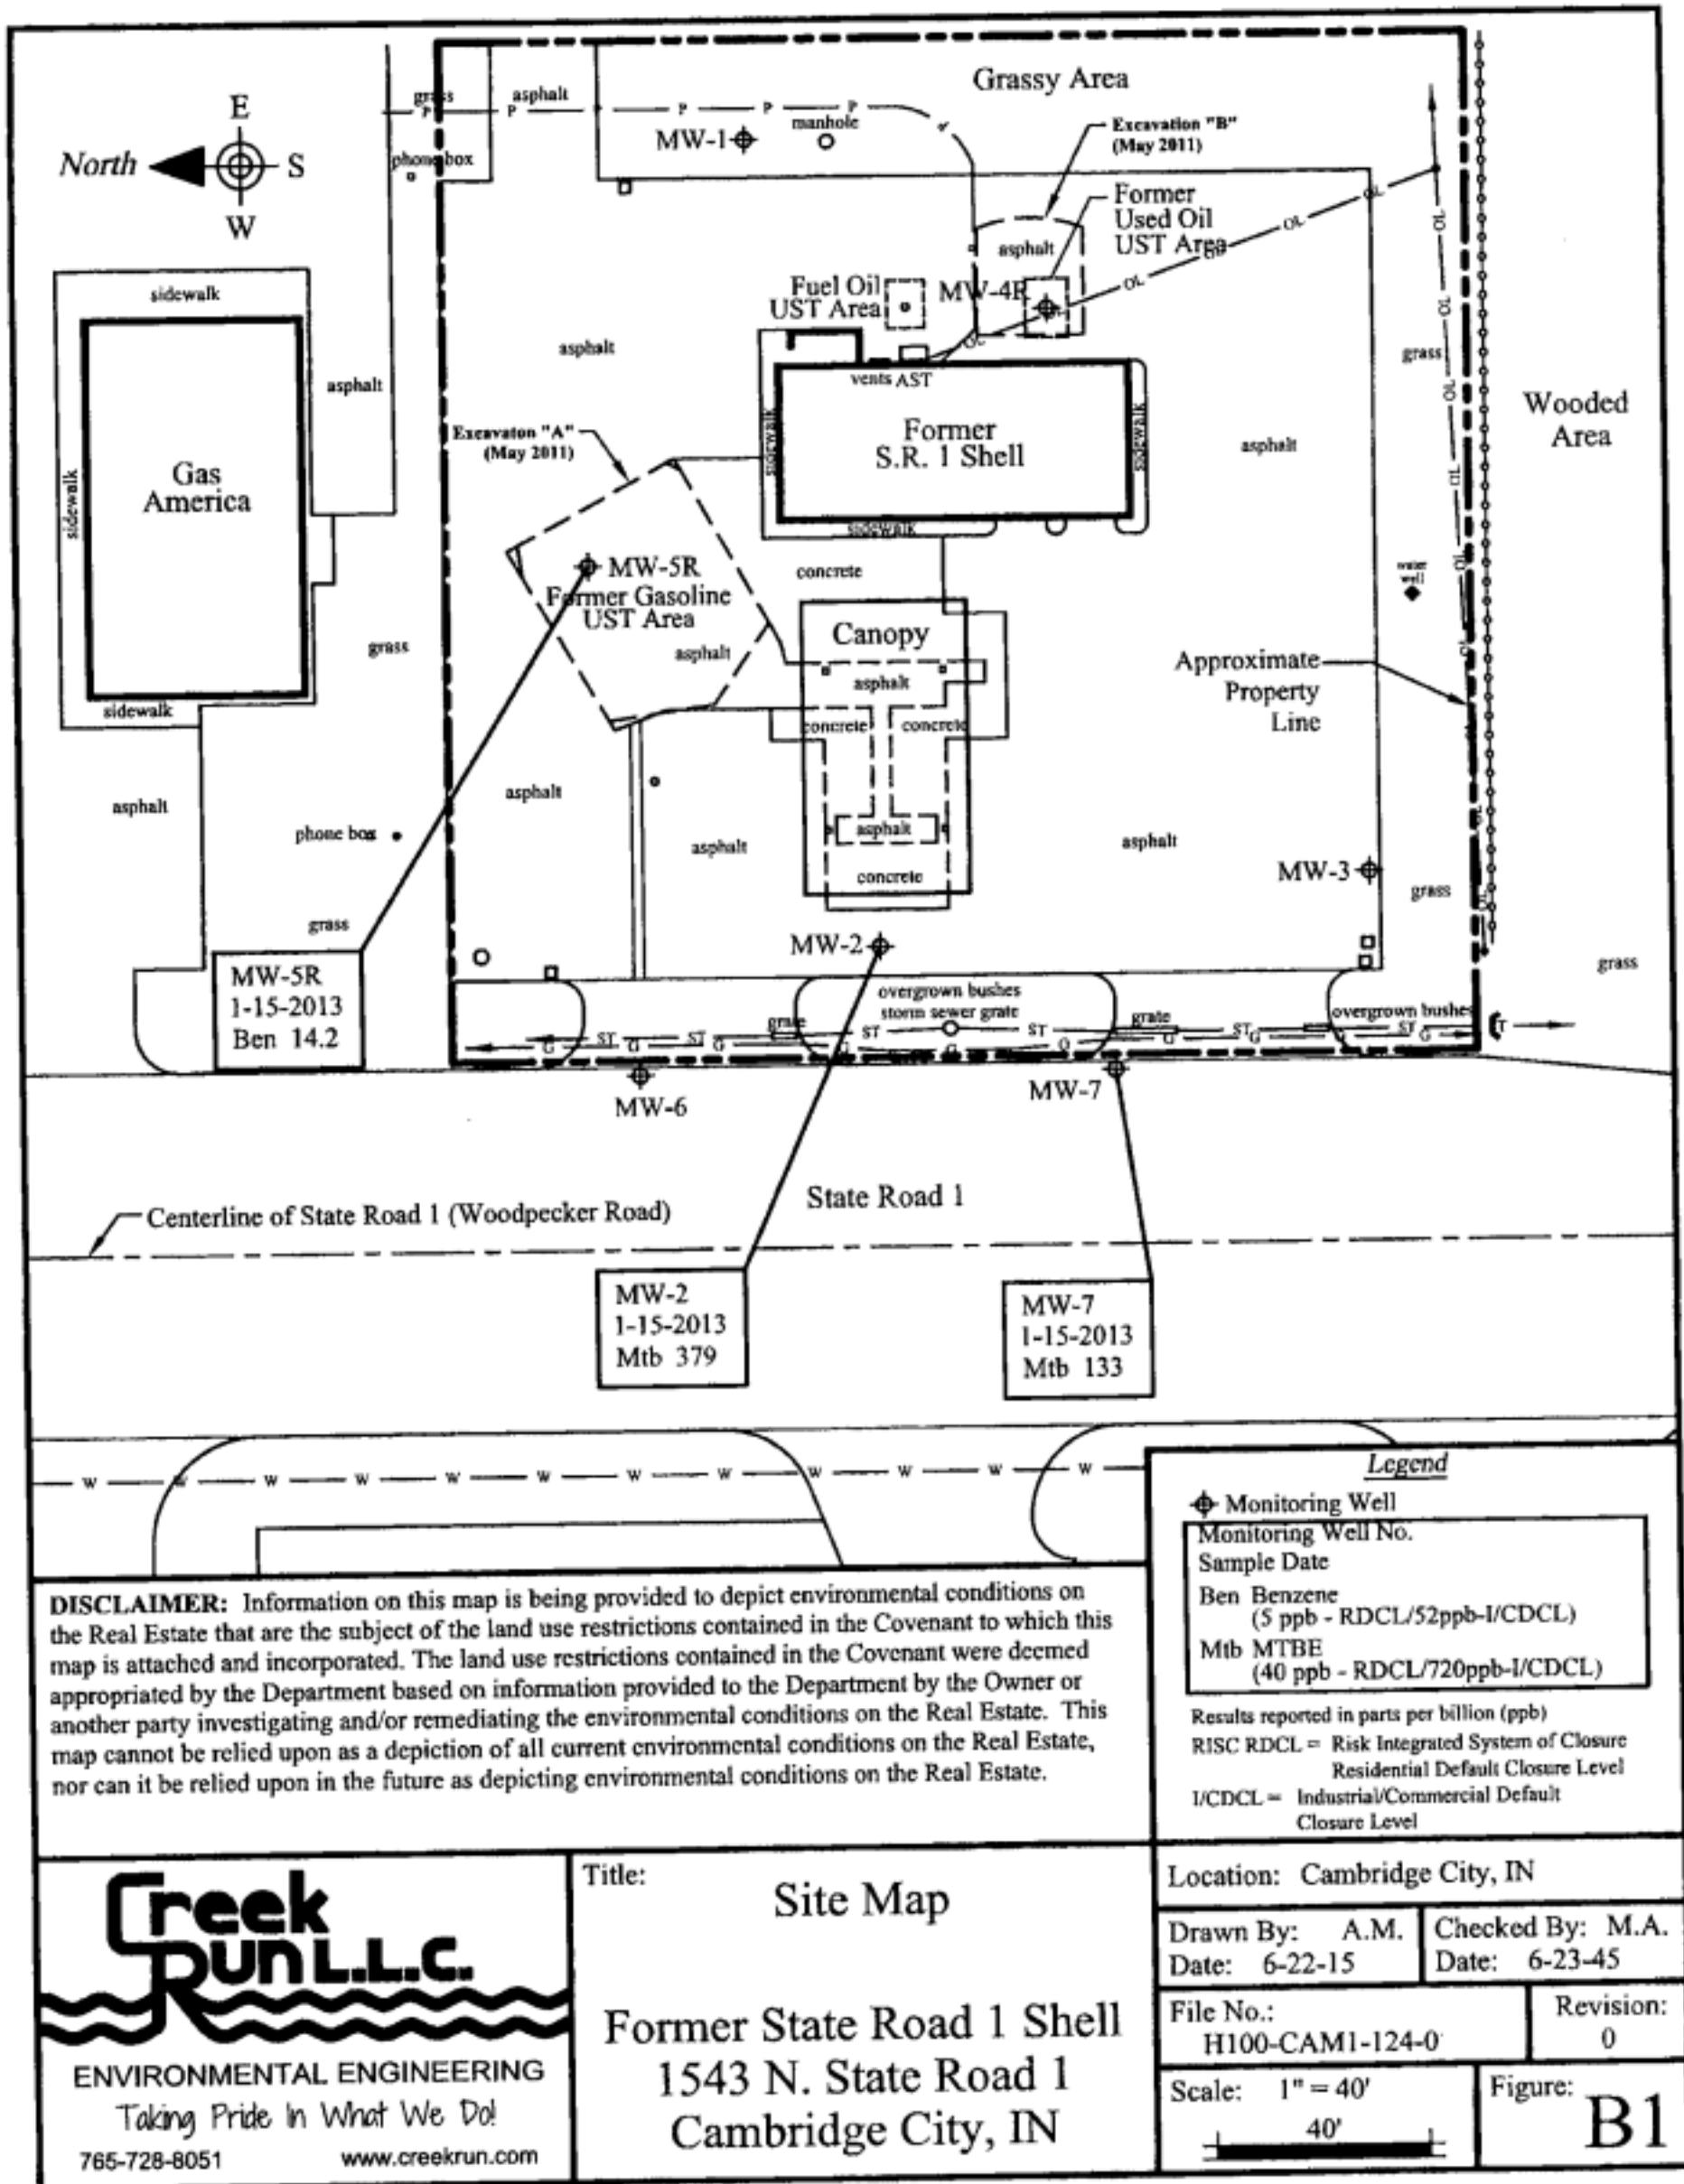 Grassy Area
grass
asphalt
P P P P P P
MW-1
manhole
Excavation "B"
(May 2011)
E
North S
W
phone box
Former
Used Oil
UST Area
asphalt
Fuel Oil
UST Area
MW-4R
OL OL OL OL OL
sidewalk
asphalt
asphalt
vents AST
grass
Wooded
Area
Excavaton "A"
(May 2011)
sidewalk
Former
S.R. 1 Shell
sidewalk
asphalt
Gas
America
sidewalk
sidewalk
MW-5R
Former Gasoline
UST Area
concrete
water
well
grass
asphalt
Canopy
asphalt
Approximate
Property
Line
sidewalk
concrete concrete
asphalt
asphalt
phone box
asphalt
asphalt
asphalt
concrete
MW-3
grass
grass
MW-2
grass
MW-5R
1-15-2013
Ben 14.2
overgrown bushes
storm sewer grate
grate
grate
overgrown bushes
ST ST ST ST ST ST
G G G G G G G G
T
MW-6
MW-7
State Road 1
Centerline of State Road 1 (Woodpecker Road)
MW-2
1-15-2013
Mtb 379
MW-7
1-15-2013
Mtb 133
W W W W W W W W W W W W
Legend
Monitoring Well
Monitoring Well No.
Sample Date
Ben Benzene
(5 ppb - RDCL/52ppb-I/CDCL)
Mtb MTBE
(40 ppb - RDCL/720ppb-I/CDCL)
Results reported in parts per billion (ppb)
RISC RDCL = Risk Integrated System of Closure
Residential Default Closure Level
I/CDCL = Industrial/Commercial Default
Closure Level
DISCLAIMER: Information on this map is being provided to depict environmental conditions on
the Real Estate that are the subject of the land use restrictions contained in the Covenant to which this
map is attached and incorporated. The land use restrictions contained in the Covenant were deemed
appropriated by the Department based on information provided to the Department by the Owner or
another party investigating and/or remediating the environmental conditions on the Real Estate. This
map cannot be relied upon as a depiction of all current environmental conditions on the Real Estate,
nor can it be relied upon in the future as depicting environmental conditions on the Real Estate.
Creek
Run L.L.C.
ENVIRONMENTAL ENGINEERING
Taking Pride In What We Do!
765-728-8051 www.creekrun.com
Title:
Site Map
Former State Road 1 Shell
1543 N. State Road 1
Cambridge City, IN
Location: Cambridge City, IN
Drawn By: A.M.
Date: 6-22-15
Checked By: M.A.
Date: 6-23-45
File No.:
H100-CAM1-124-0
Revision:
0
Scale: 1" = 40'
40'
Figure:
B1